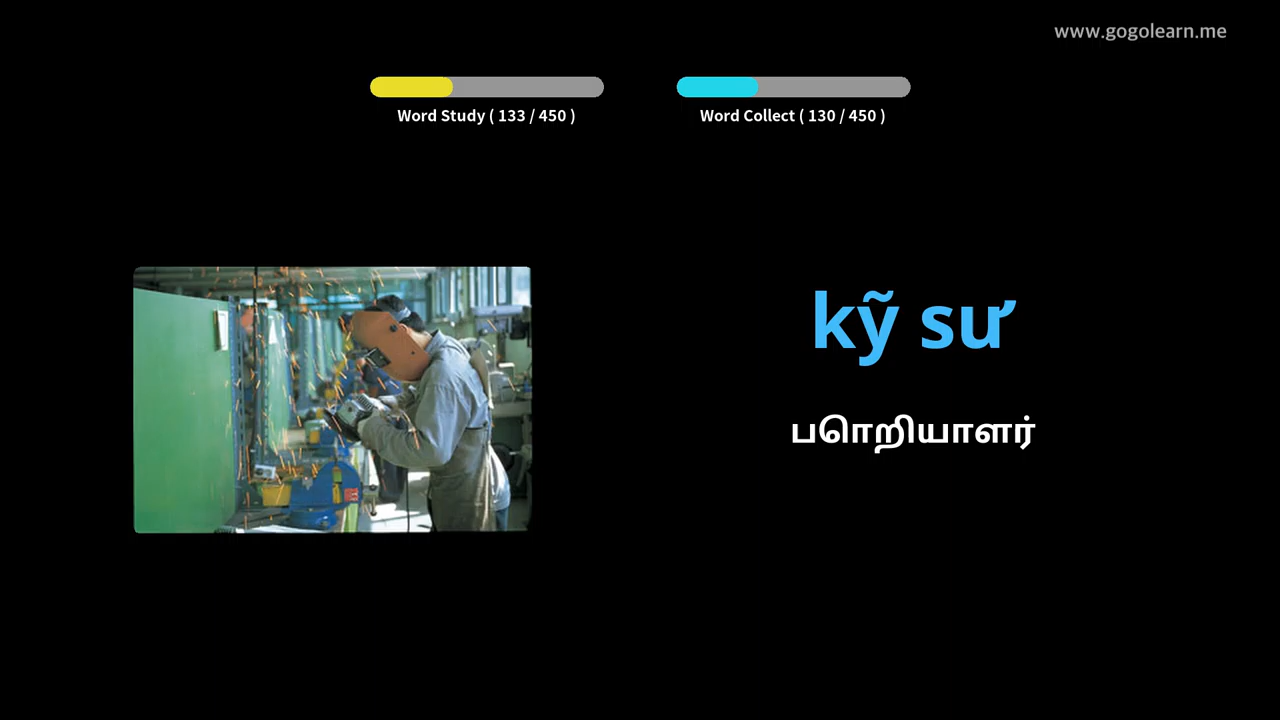 www.gogolearn.me
Word Study ( 133 / 450 )
Word Collect ( 130 / 450 )
kỹ sư
பொறியாளர்